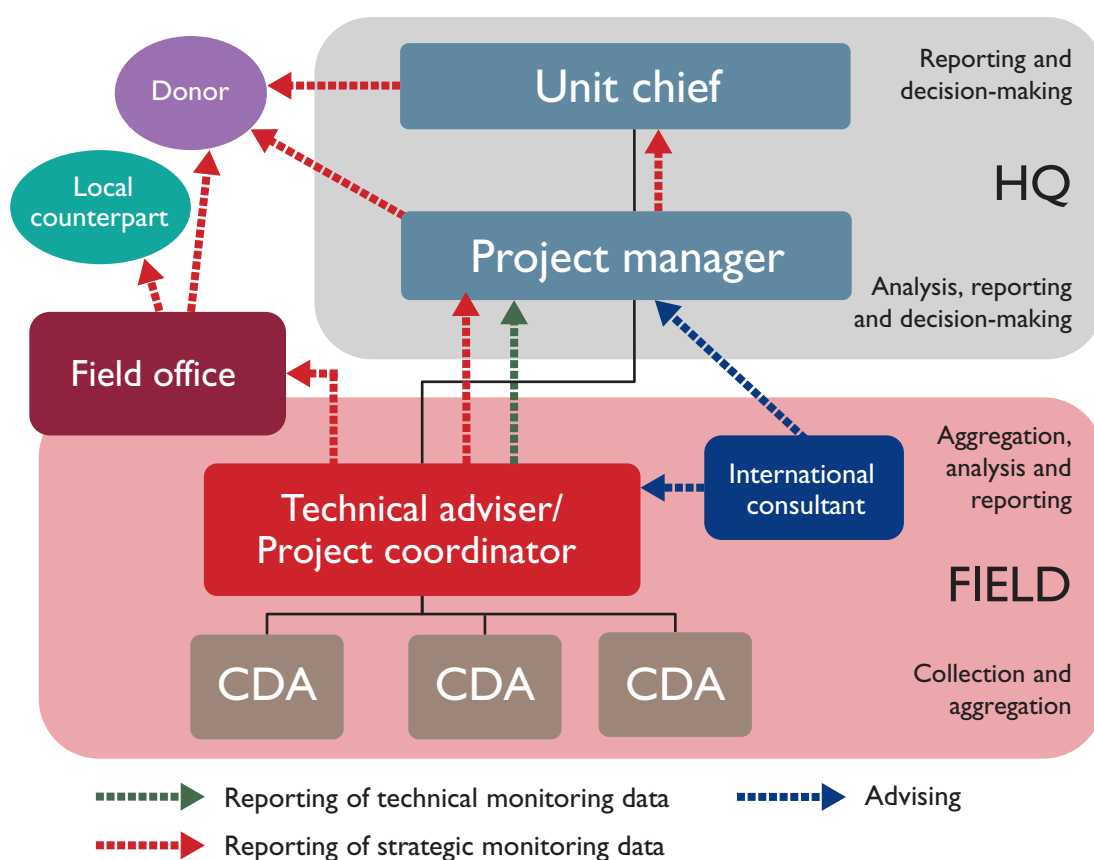 Donor
Unit chief
Reporting and
decision-making
HQ
Local
counterpart
Project manager
Analysis, reporting
and decision-making
Field office
Aggregation,
analysis and
reporting
International
consultant
Technical adviser/
Project coordinator
FIELD
CDA
CDA
CDA
Collection and
aggregation
Reporting of technical monitoring data
Advising
Reporting of strategic monitoring data